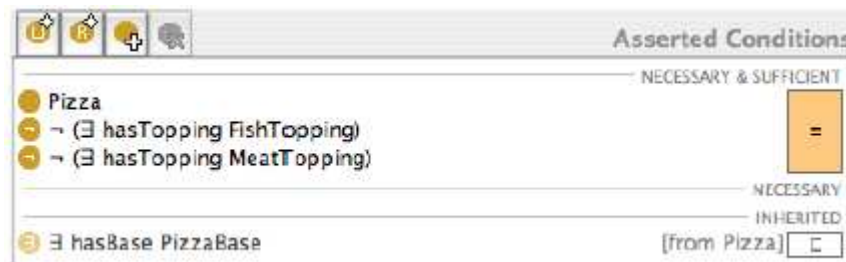 Asserted Conditions
NECESSARY & SUFFICIENT
Pizza
¬ (∃ hasTopping FishTopping)
¬ (∃ hasTopping MeatTopping)
=
NECESSARY
INHERITED
∃ hasBase PizzaBase [from Pizza] ⊑